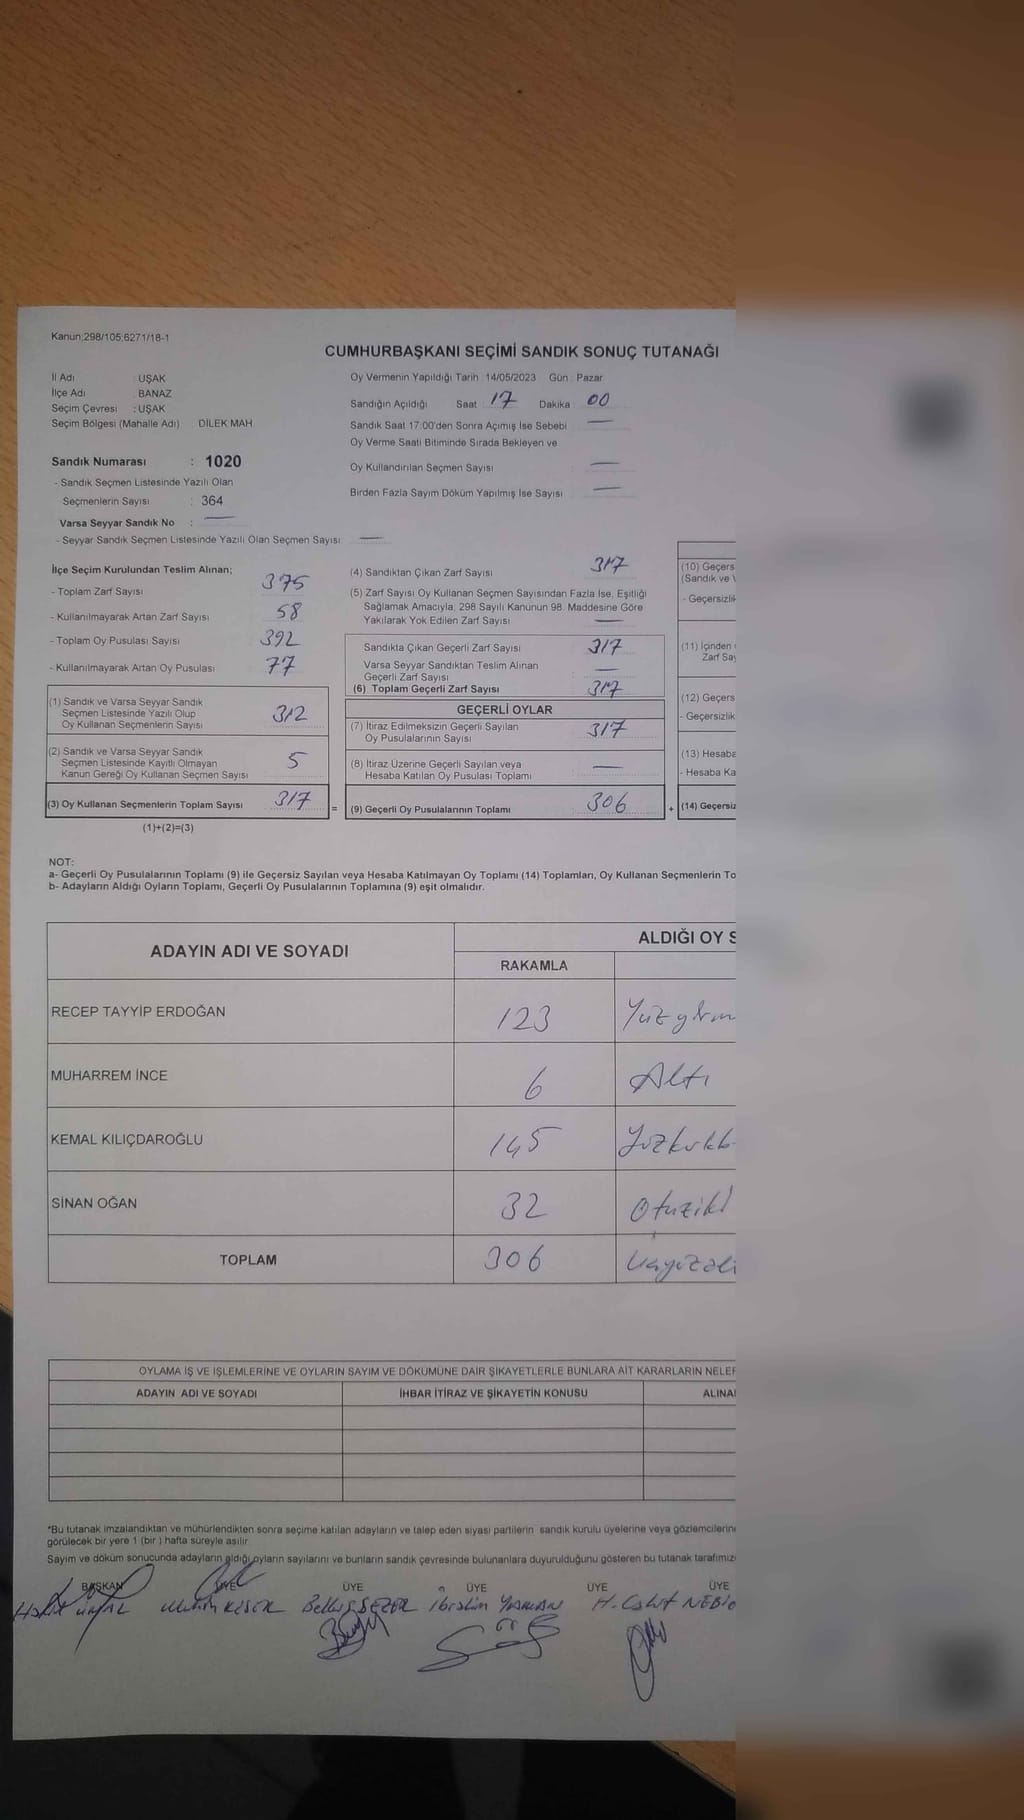 Kanun:298/105;6271/18-1
CUMHURBAŞKANI SEÇİMİ SANDIK SONUÇ TUTANAĞI
İl Adı : UŞAK
İlçe Adı : BANAZ
Seçim Çevresi : UŞAK
Seçim Bölgesi (Mahalle Adı) DİLEK MAH.
Sandık Numarası : 1020
- Sandık Seçmen Listesinde Yazılı Olan
Seçmenlerin Sayısı : 364
Varsa Seyyar Sandık No : —
- Seyyar Sandık Seçmen Listesinde Yazılı Olan Seçmen Sayısı —
Oy Vermenin Yapıldığı Tarih : 14/05/2023 Gün : Pazar
Sandığın Açıldığı Saat : 17 Dakika : 00
Sandık Saat 17:00'den Sonra Açımış İse Sebebi —
Oy Verme Saati Bitiminde Sırada Bekleyen ve
Oy Kullandırılan Seçmen Sayısı : —
Birden Fazla Sayım Döküm Yapılmış İse Sayısı : —
İlçe Seçim Kurulundan Teslim Alınan;
- Toplam Zarf Sayısı 375
- Kullanılmayarak Artan Zarf Sayısı 58
- Toplam Oy Pusulası Sayısı 392
- Kullanılmayarak Artan Oy Pusulası 77
(1) Sandık ve Varsa Seyyar Sandık
Seçmen Listesinde Yazılı Olup
Oy Kullanan Seçmenlerin Sayısı 312
(2) Sandık ve Varsa Seyyar Sandık
Seçmen Listesinde Kayıtlı Olmayan
Kanun Gereği Oy Kullanan Seçmen Sayısı 5
(3) Oy Kullanan Seçmenlerin Toplam Sayısı 317 =
(1)+(2)=(3)
(4) Sandıktan Çıkan Zarf Sayısı 317
(5) Zarf Sayısı Oy Kullanan Seçmen Sayısından Fazla İse, Eşitliği
Sağlamak Amacıyla, 298 Sayılı Kanunun 98. Maddesine Göre
Yakılarak Yok Edilen Zarf Sayısı —
Sandıkta Çıkan Geçerli Zarf Sayısı 317
Varsa Seyyar Sandıktan Teslim Alınan
Geçerli Zarf Sayısı —
(6) Toplam Geçerli Zarf Sayısı 317
GEÇERLİ OYLAR
(7) İtiraz Edilmeksizin Geçerli Sayılan
Oy Pusulalarının Sayısı 317
(8) İtiraz Üzerine Geçerli Sayılan veya
Hesaba Katılan Oy Pusulası Toplamı —
(9) Geçerli Oy Pusulalarının Toplamı 306 +
(10) Geçers
(Sandık ve V
- Geçersizlik
(11) İçinden
Zarf Say
(12) Geçers
- Geçersizlik
(13) Hesaba
- Hesaba Ka
(14) Geçersiz
NOT:
a- Geçerli Oy Pusulalarının Toplamı (9) ile Geçersiz Sayılan veya Hesaba Katılmayan Oy Toplamı (14) Toplamları, Oy Kullanan Seçmenlerin To
b- Adayların Aldığı Oyların Toplamı, Geçerli Oy Pusulalarının Toplamına (9) eşit olmalıdır.
ADAYIN ADI VE SOYADI
ALDIĞI OY S
RAKAMLA
RECEP TAYYİP ERDOĞAN 123 Yüzyirm
MUHARREM İNCE 6 Altı
KEMAL KILIÇDAROĞLU 145 Yüzkırkb
SİNAN OĞAN 32 Otuziki
TOPLAM 306 üçyüzal
OYLAMA İŞ VE İŞLEMLERİNE VE OYLARIN SAYIM VE DÖKÜMÜNE DAİR ŞİKAYETLERLE BUNLARA AİT KARARLARIN NELER
ADAYIN ADI VE SOYADI İHBAR İTİRAZ VE ŞİKAYETİN KONUSU ALINA
*Bu tutanak imzalandıktan ve mühürlendikten sonra seçime katılan adayların ve talep eden siyasi partilerin sandık kurulu üyelerine veya gözlemcilerine
görülecek bir yere 1 (bir ) hafta süreyle asılır.
Sayım ve döküm sonucunda adayların aldığı oyların sayılarını ve bunların sandık çevresinde bulunanlara duyurulduğunu gösteren bu tutanak tarafımız
BAŞKAN ÜYE ÜYE ÜYE ÜYE ÜYE
ÜNAL KESER SEZER İbrahim YAMAN H. Cahit NEBİ